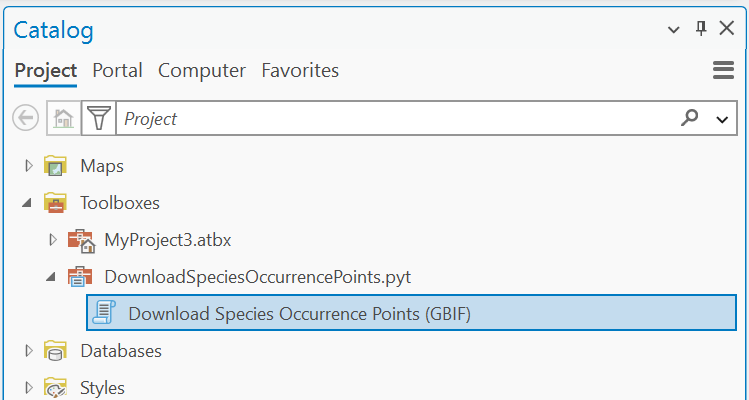 Catalog
Project Portal Computer Favorites
Project
Maps
Toolboxes
MyProject3.atbx
DownloadSpeciesOccurrencePoints.pyt
Download Species Occurrence Points (GBIF)
Databases
Styles